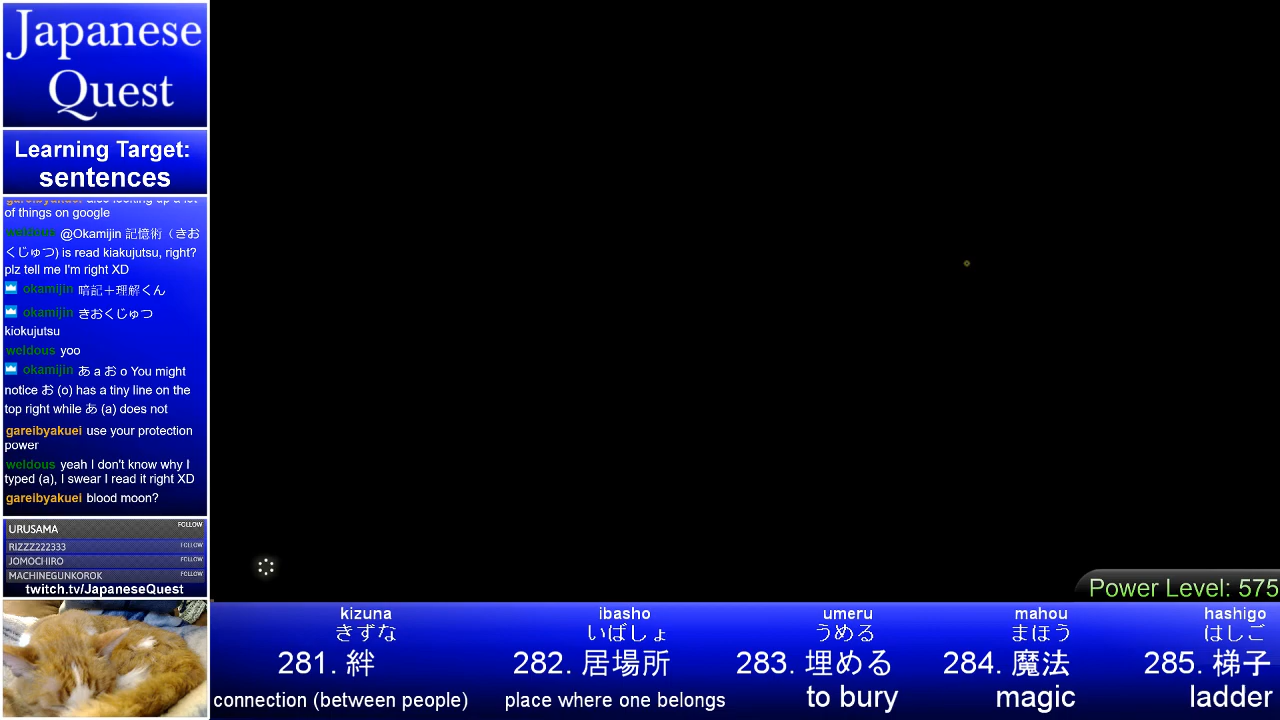 Japanese
Quest
Learning Target:
sentences
of things on google
weldous @Okamijin 記憶術（きお
くじゅつ) is read kiakujutsu, right?
plz tell me I'm right XD
okamijin 暗記＋理解くん
okamijin きおくじゅつ
kiokujutsu
weldous yoo
okamijin あ a お o You might
notice お (o) has a tiny line on the
top right while あ (a) does not
gareibyakuei use your protection
power
weldous yeah I don't know why I
typed (a), I swear I read it right XD
gareibyakuei blood moon?
URUSAMA FOLLOW
RIZZZ222333 FOLLOW
JOMOCHIRO FOLLOW
MACHINEGUNKOROK FOLLOW
twitch.tv/JapaneseQuest
Power Level: 575
kizuna
きずな
281. 絆
connection (between people)
ibasho
いばしょ
282. 居場所
place where one belongs
umeru
うめる
283. 埋める
to bury
mahou
まほう
284. 魔法
magic
hashigo
はしご
285. 梯子
ladder